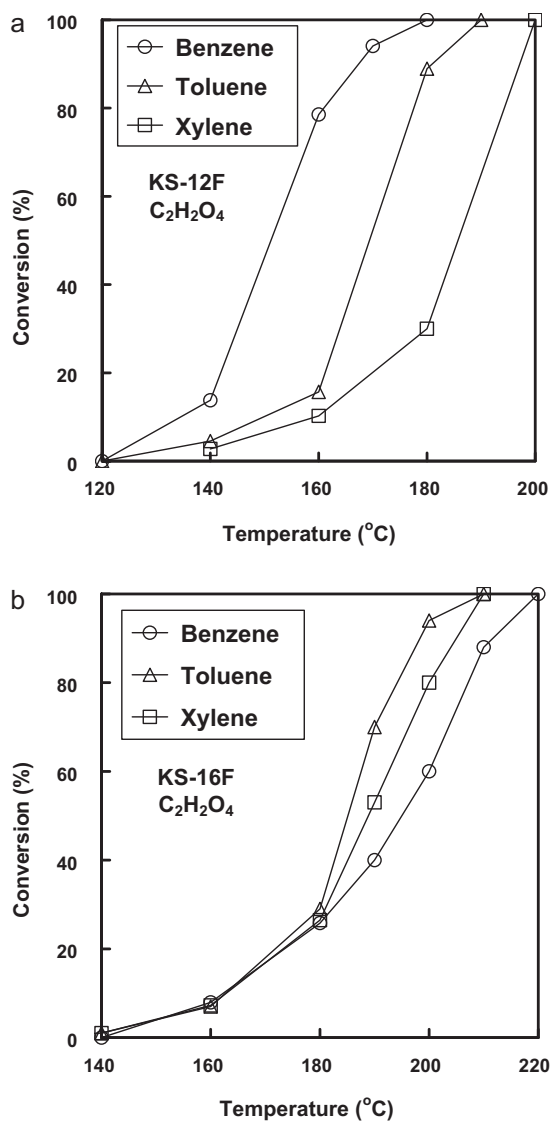 a
100
80
60
40
20
0
Conversion (%)
Benzene
Toluene
Xylene
KS-12F
C₂H₂O₄
120 140 160 180 200
Temperature (°C)
b
100
80
60
40
20
0
Conversion (%)
Benzene
Toluene
Xylene
KS-16F
C₂H₂O₄
140 160 180 200 220
Temperature (°C)